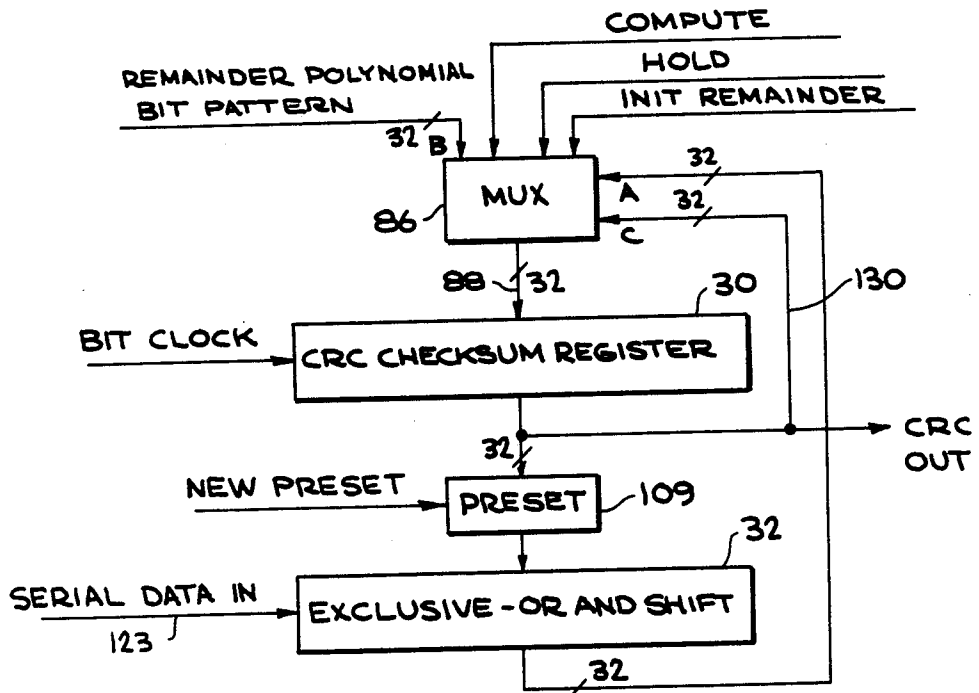 COMPUTE
HOLD
INIT REMAINDER
REMAINDER POLYNOMIAL
BIT PATTERN
32
B
MUX
86
32
A
32
C
88
32
30
130
BIT CLOCK
CRC CHECKSUM REGISTER
CRC
OUT
32
NEW PRESET
PRESET
109
32
SERIAL DATA IN
123
EXCLUSIVE-OR AND SHIFT
32